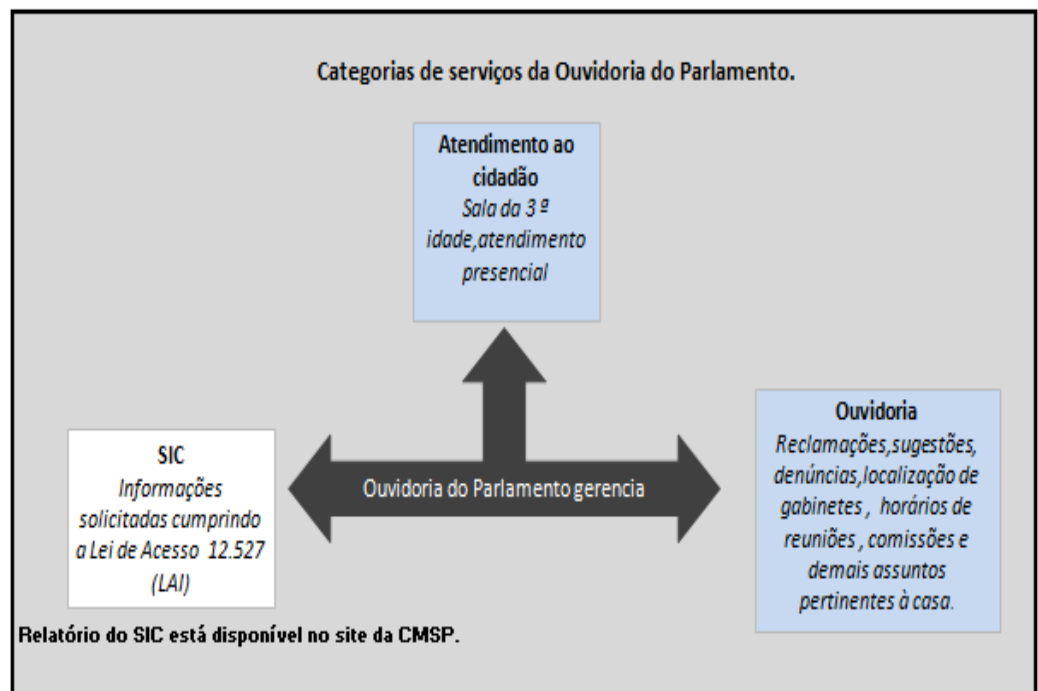 Categorias de serviços da Ouvidoria do Parlamento.
Atendimento ao
cidadão
Sala da 3 ª
idade,atendimento
presencial
SIC
Informações
solicitadas cumprindo
a Lei de Acesso 12.527
(LAI)
Ouvidoria do Parlamento gerencia
Ouvidoria
Reclamações,sugestões,
denúncias,localização de
gabinetes , horários de
reuniões , comissões e
demais assuntos
pertinentes à casa.
Relatório do SIC está disponível no site da CMSP.